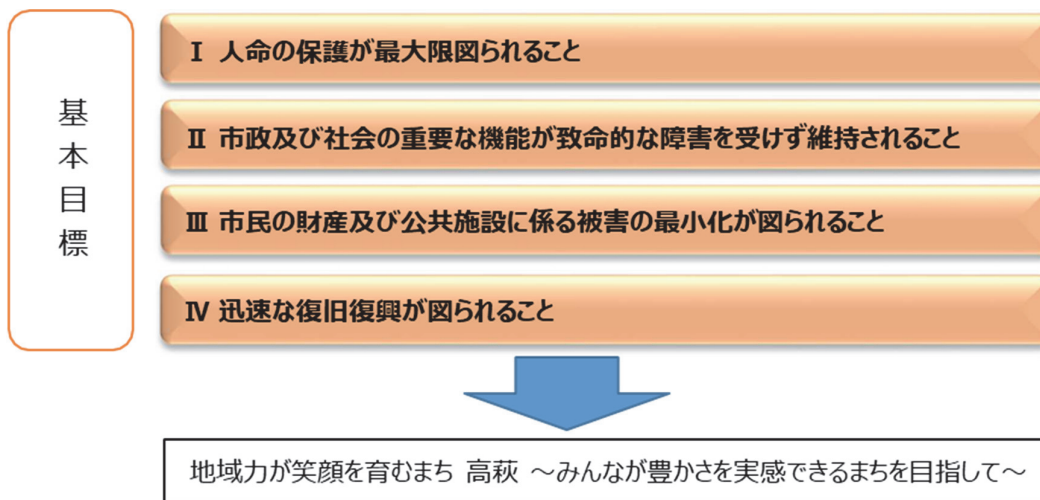 基本目標
Ⅰ 人命の保護が最大限図られること
Ⅱ 市政及び社会の重要な機能が致命的な障害を受けず維持されること
Ⅲ 市民の財産及び公共施設に係る被害の最小化が図られること
Ⅳ 迅速な復旧復興が図られること
地域力が笑顔を育むまち 高萩 ～みんなが豊かさを実感できるまちを目指して～